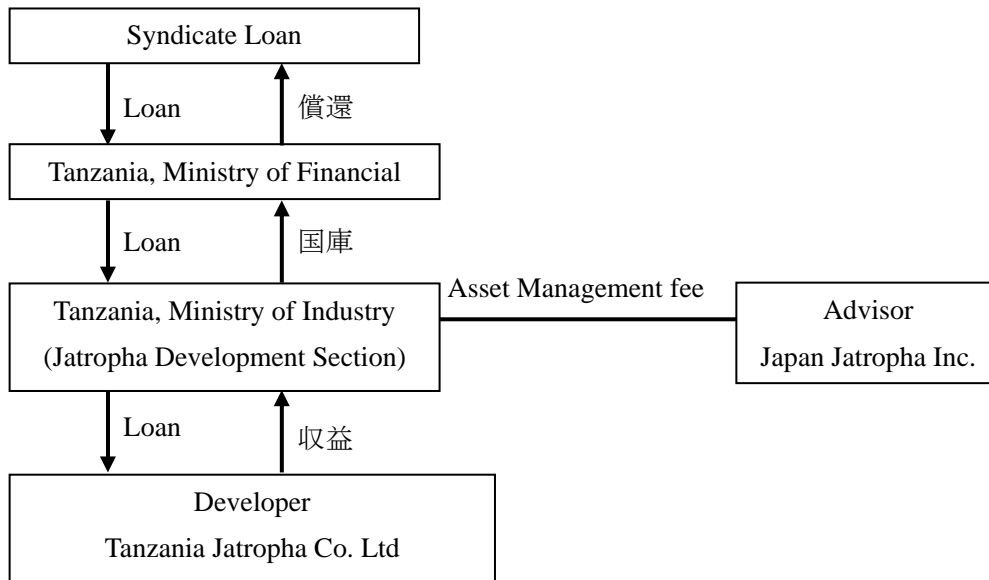 Syndicate Loan
Loan
償還
Tanzania, Ministry of Financial
Loan
国庫
Asset Management fee
Tanzania, Ministry of Industry
(Jatropha Development Section)
Advisor
Japan Jatropha Inc.
Loan
収益
Developer
Tanzania Jatropha Co. Ltd